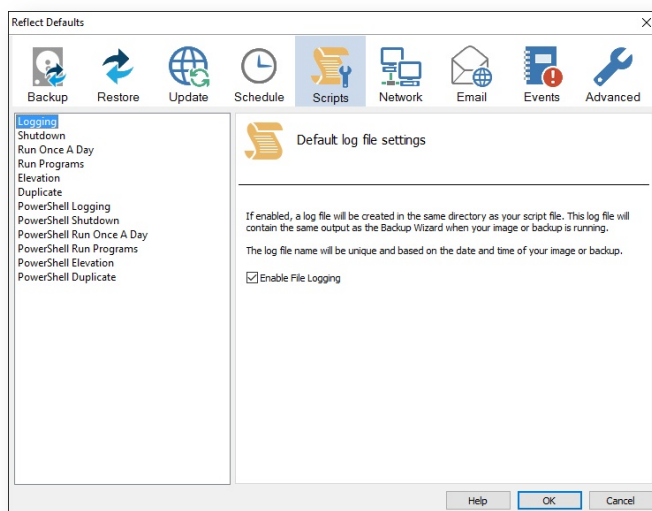 Reflect Defaults
Backup
Restore
Update
Schedule
Scripts
Network
Email
Events
Advanced
Logging
Shutdown
Run Once A Day
Run Programs
Elevation
Duplicate
PowerShell Logging
PowerShell Shutdown
PowerShell Run Once A Day
PowerShell Run Programs
PowerShell Elevation
PowerShell Duplicate
Default log file settings
If enabled, a log file will be created in the same directory as your script file. This log file will
contain the same output as the Backup Wizard when your image or backup is running.
The log file name will be unique and based on the date and time of your image or backup.
Enable File Logging
Help
OK
Cancel